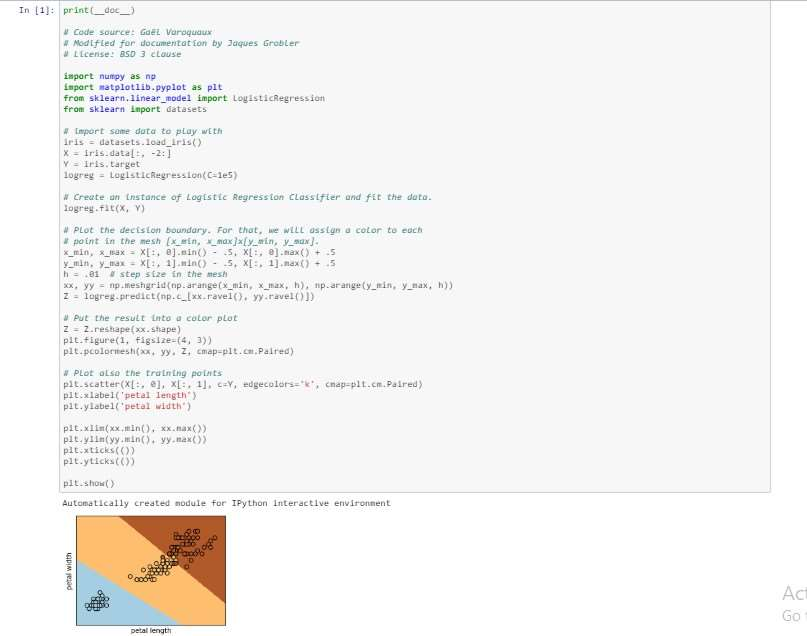 In [1]: print(__doc__)
# Code source: Gaël Varoquaux
# Modified for documentation by Jaques Grobler
# License: BSD 3 clause
import numpy as np
import matplotlib.pyplot as plt
from sklearn.linear_model import LogisticRegression
from sklearn import datasets
# import some data to play with
iris = datasets.load_iris()
X = iris.data[:, -2:]
Y = iris.target
logreg = LogisticRegression(C=1e5)
# Create an instance of Logistic Regression Classifier and fit the data.
logreg.fit(X, Y)
# Plot the decision boundary. For that, we will assign a color to each
# point in the mesh [x_min, x_max]x[y_min, y_max].
x_min, x_max = X[:, 0].min() - .5, X[:, 0].max() + .5
y_min, y_max = X[:, 1].min() - .5, X[:, 1].max() + .5
h = .01  # step size in the mesh
xx, yy = np.meshgrid(np.arange(x_min, x_max, h), np.arange(y_min, y_max, h))
Z = logreg.predict(np.c_[xx.ravel(), yy.ravel()])
# Put the result into a color plot
Z = Z.reshape(xx.shape)
plt.figure(1, figsize=(4, 3))
plt.pcolormesh(xx, yy, Z, cmap=plt.cm.Paired)
# Plot also the training points
plt.scatter(X[:, 0], X[:, 1], c=Y, edgecolors='k', cmap=plt.cm.Paired)
plt.xlabel('petal length')
plt.ylabel('petal width')
plt.xlim(xx.min(), xx.max())
plt.ylim(yy.min(), yy.max())
plt.xticks(())
plt.yticks(())
plt.show()
Automatically created module for IPython interactive environment
petal width
petal length
Act
Go